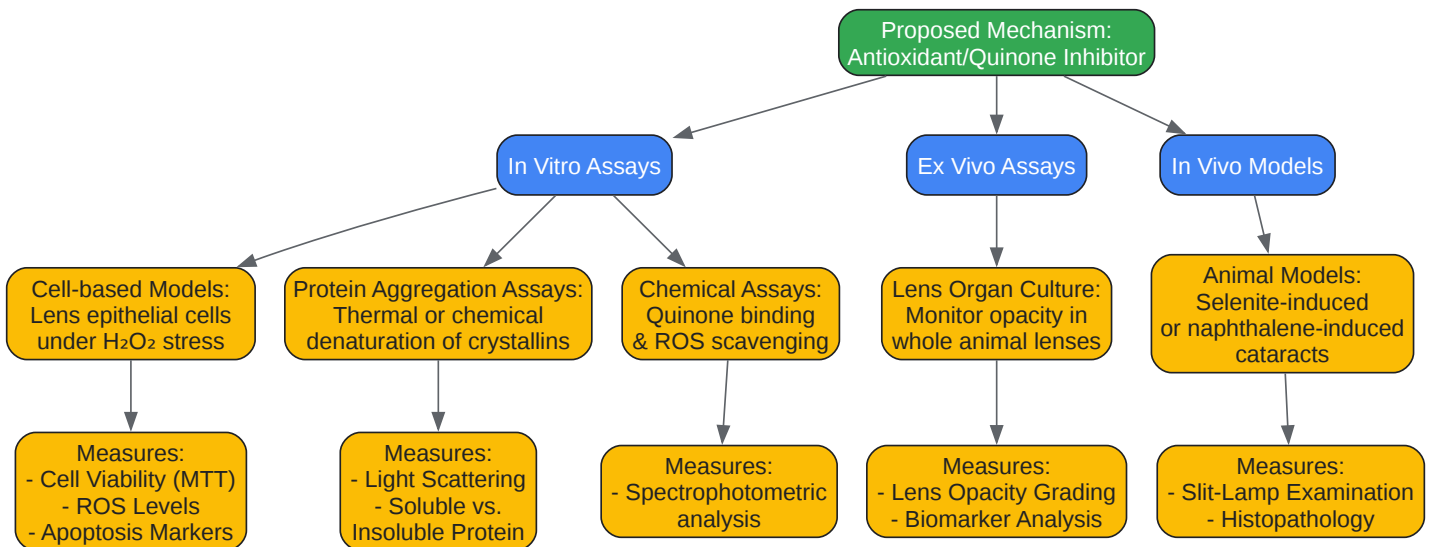 Proposed Mechanism:
Antioxidant/Quinone Inhibitor
In Vitro Assays
Ex Vivo Assays
In Vivo Models
Cell-based Models:
Lens epithelial cells
under H₂O₂ stress
Protein Aggregation Assays:
Thermal or chemical
denaturation of crystallins
Chemical Assays:
Quinone binding
& ROS scavenging
Lens Organ Culture:
Monitor opacity in
whole animal lenses
Animal Models:
Selenite-induced
or naphthalene-induced
cataracts
Measures:
- Cell Viability (MTT)
- ROS Levels
- Apoptosis Markers
Measures:
- Light Scattering
- Soluble vs.
Insoluble Protein
Measures:
- Spectrophotometric
analysis
Measures:
- Lens Opacity Grading
- Biomarker Analysis
Measures:
- Slit-Lamp Examination
- Histopathology